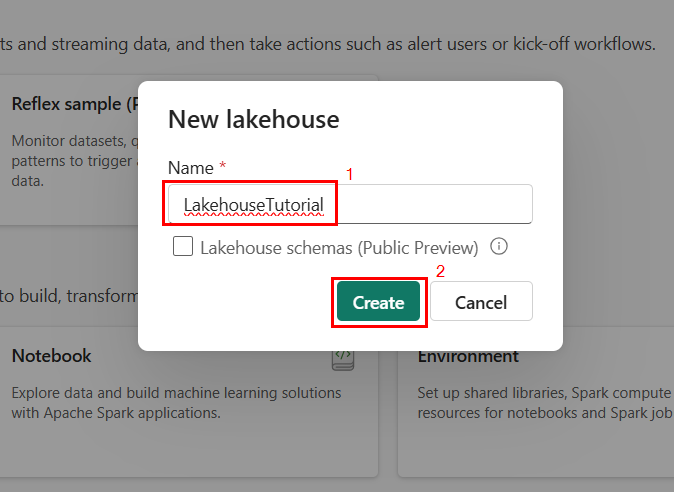 ts and streaming data, and then take actions such as alert users or kick-off workflows.
Reflex sample (P
Monitor datasets, q
patterns to trigger a
data.
New lakehouse
Name *
1
LakehouseTutorial
Lakehouse schemas (Public Preview)
2
Create
Cancel
to build, transform
Notebook
Explore data and build machine learning solutions
with Apache Spark applications.
Environment
Set up shared libraries, Spark compute
resources for notebooks and Spark job